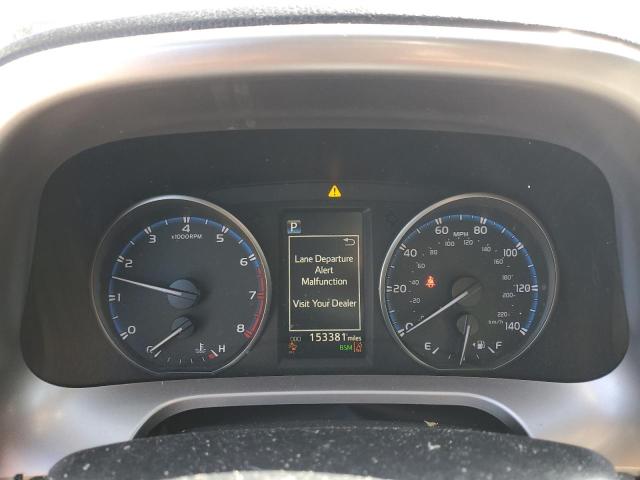 P
Lane Departure
Alert
Malfunction
Visit Your Dealer
ODO 153381 miles
BSM
0 1 2 3 4 5 6 7 8
x1000RPM
H
0 20 40 60 80 100 120 140
MPH
20 40 60 80 100 120 140 160 180 200 220
km/h
E F